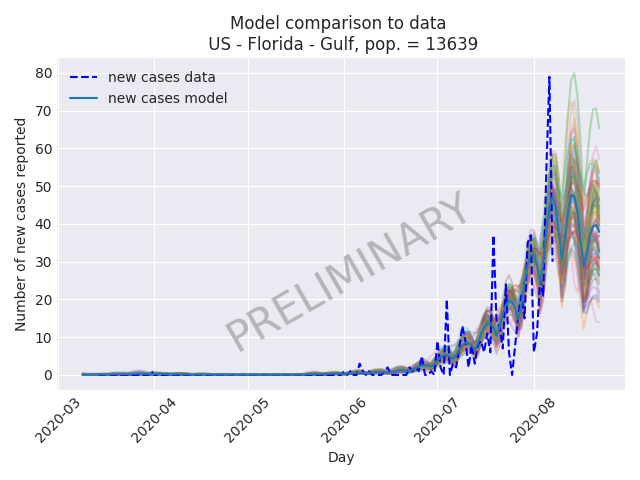 Model comparison to data
US - Florida - Gulf, pop. = 13639
new cases data
new cases model
Number of new cases reported
80
70
60
50
40
30
20
10
0
PRELIMINARY
2020-03
2020-04
2020-05
2020-06
2020-07
2020-08
Day